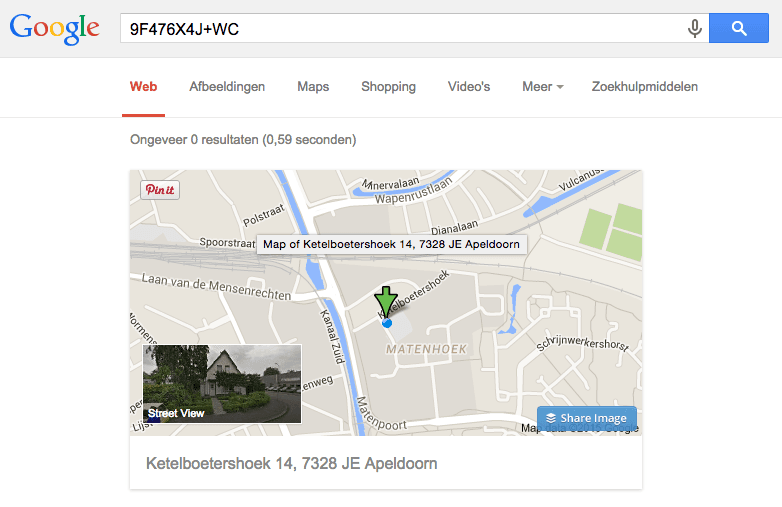 Google
9F476X4J+WC
Web Afbeeldingen Maps Shopping Video's Meer Zoekhulpmiddelen
Ongeveer 0 resultaten (0,59 seconden)
Pin it
Minervalaan
Wapenrustlaan
Vulcanus
Polstraat
Dianalaan
Spoorstraat
Map of Ketelboetershoek 14, 7328 JE Apeldoorn
Laan van de Mensenrechten
Ketelboetershoek
Kanaal Zuid
MATENHOEK
Schrijnwerkershorst
enweg
Street View
Matenpoort
Share Image
Map data ©2015 Google
Ketelboetershoek 14, 7328 JE Apeldoorn